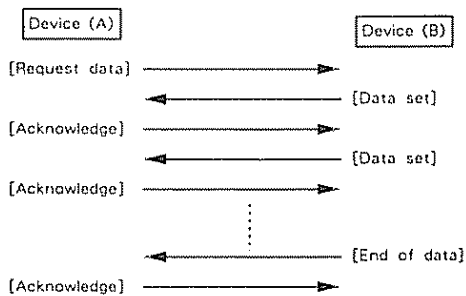 Device (A)
Device (B)
[Request data]
[Data set]
[Acknowledge]
[Data set]
[Acknowledge]
[End of data]
[Acknowledge]